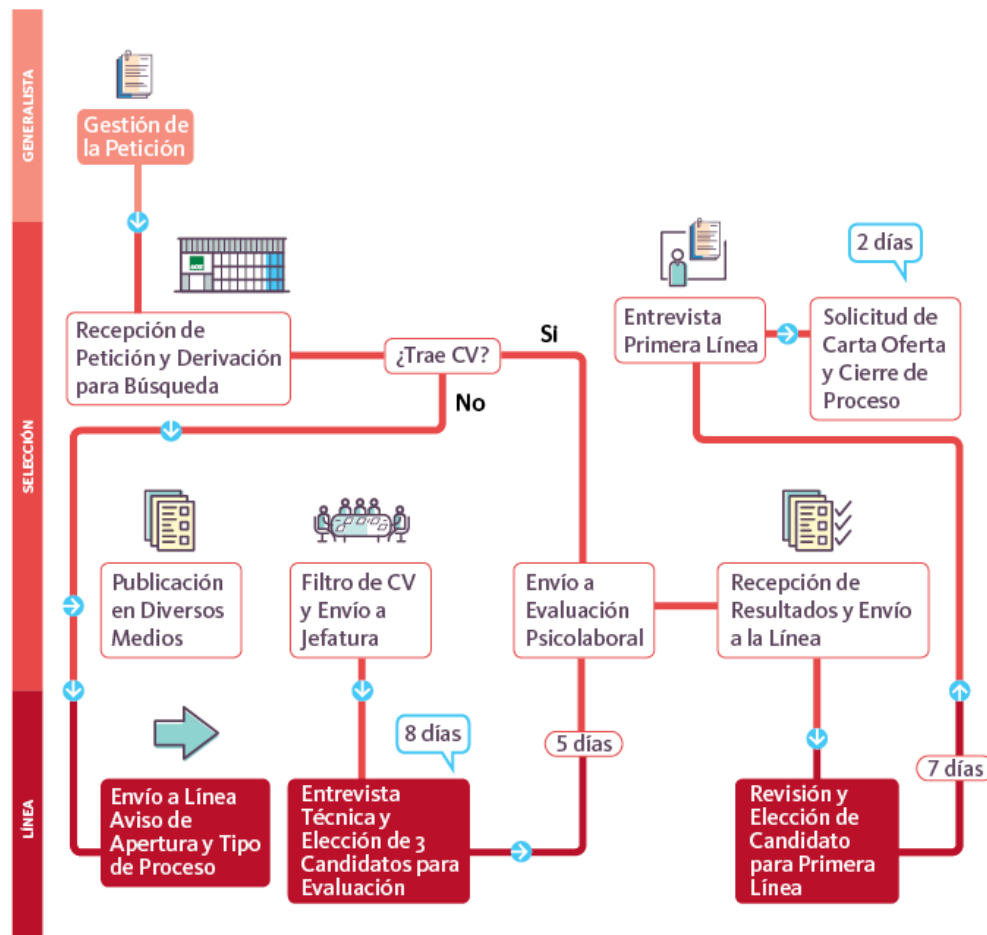 GENERALISTA
Gestión de
la Petición
SELECCIÓN
Recepción de
Petición y Derivación
para Búsqueda
¿Trae CV?
Si
No
Entrevista
Primera Línea
2 días
Solicitud de
Carta Oferta
y Cierre de
Proceso
Publicación
en Diversos
Medios
Filtro de CV
y Envío a
Jefatura
Envío a
Evaluación
Psicolaboral
Recepción de
Resultados y Envío
a la Línea
LÍNEA
Envío a Línea
Aviso de
Apertura y Tipo
de Proceso
8 días
Entrevista
Técnica y
Elección de 3
Candidatos para
Evaluación
5 días
Revisión y
Elección de
Candidato
para Primera
Línea
7 días